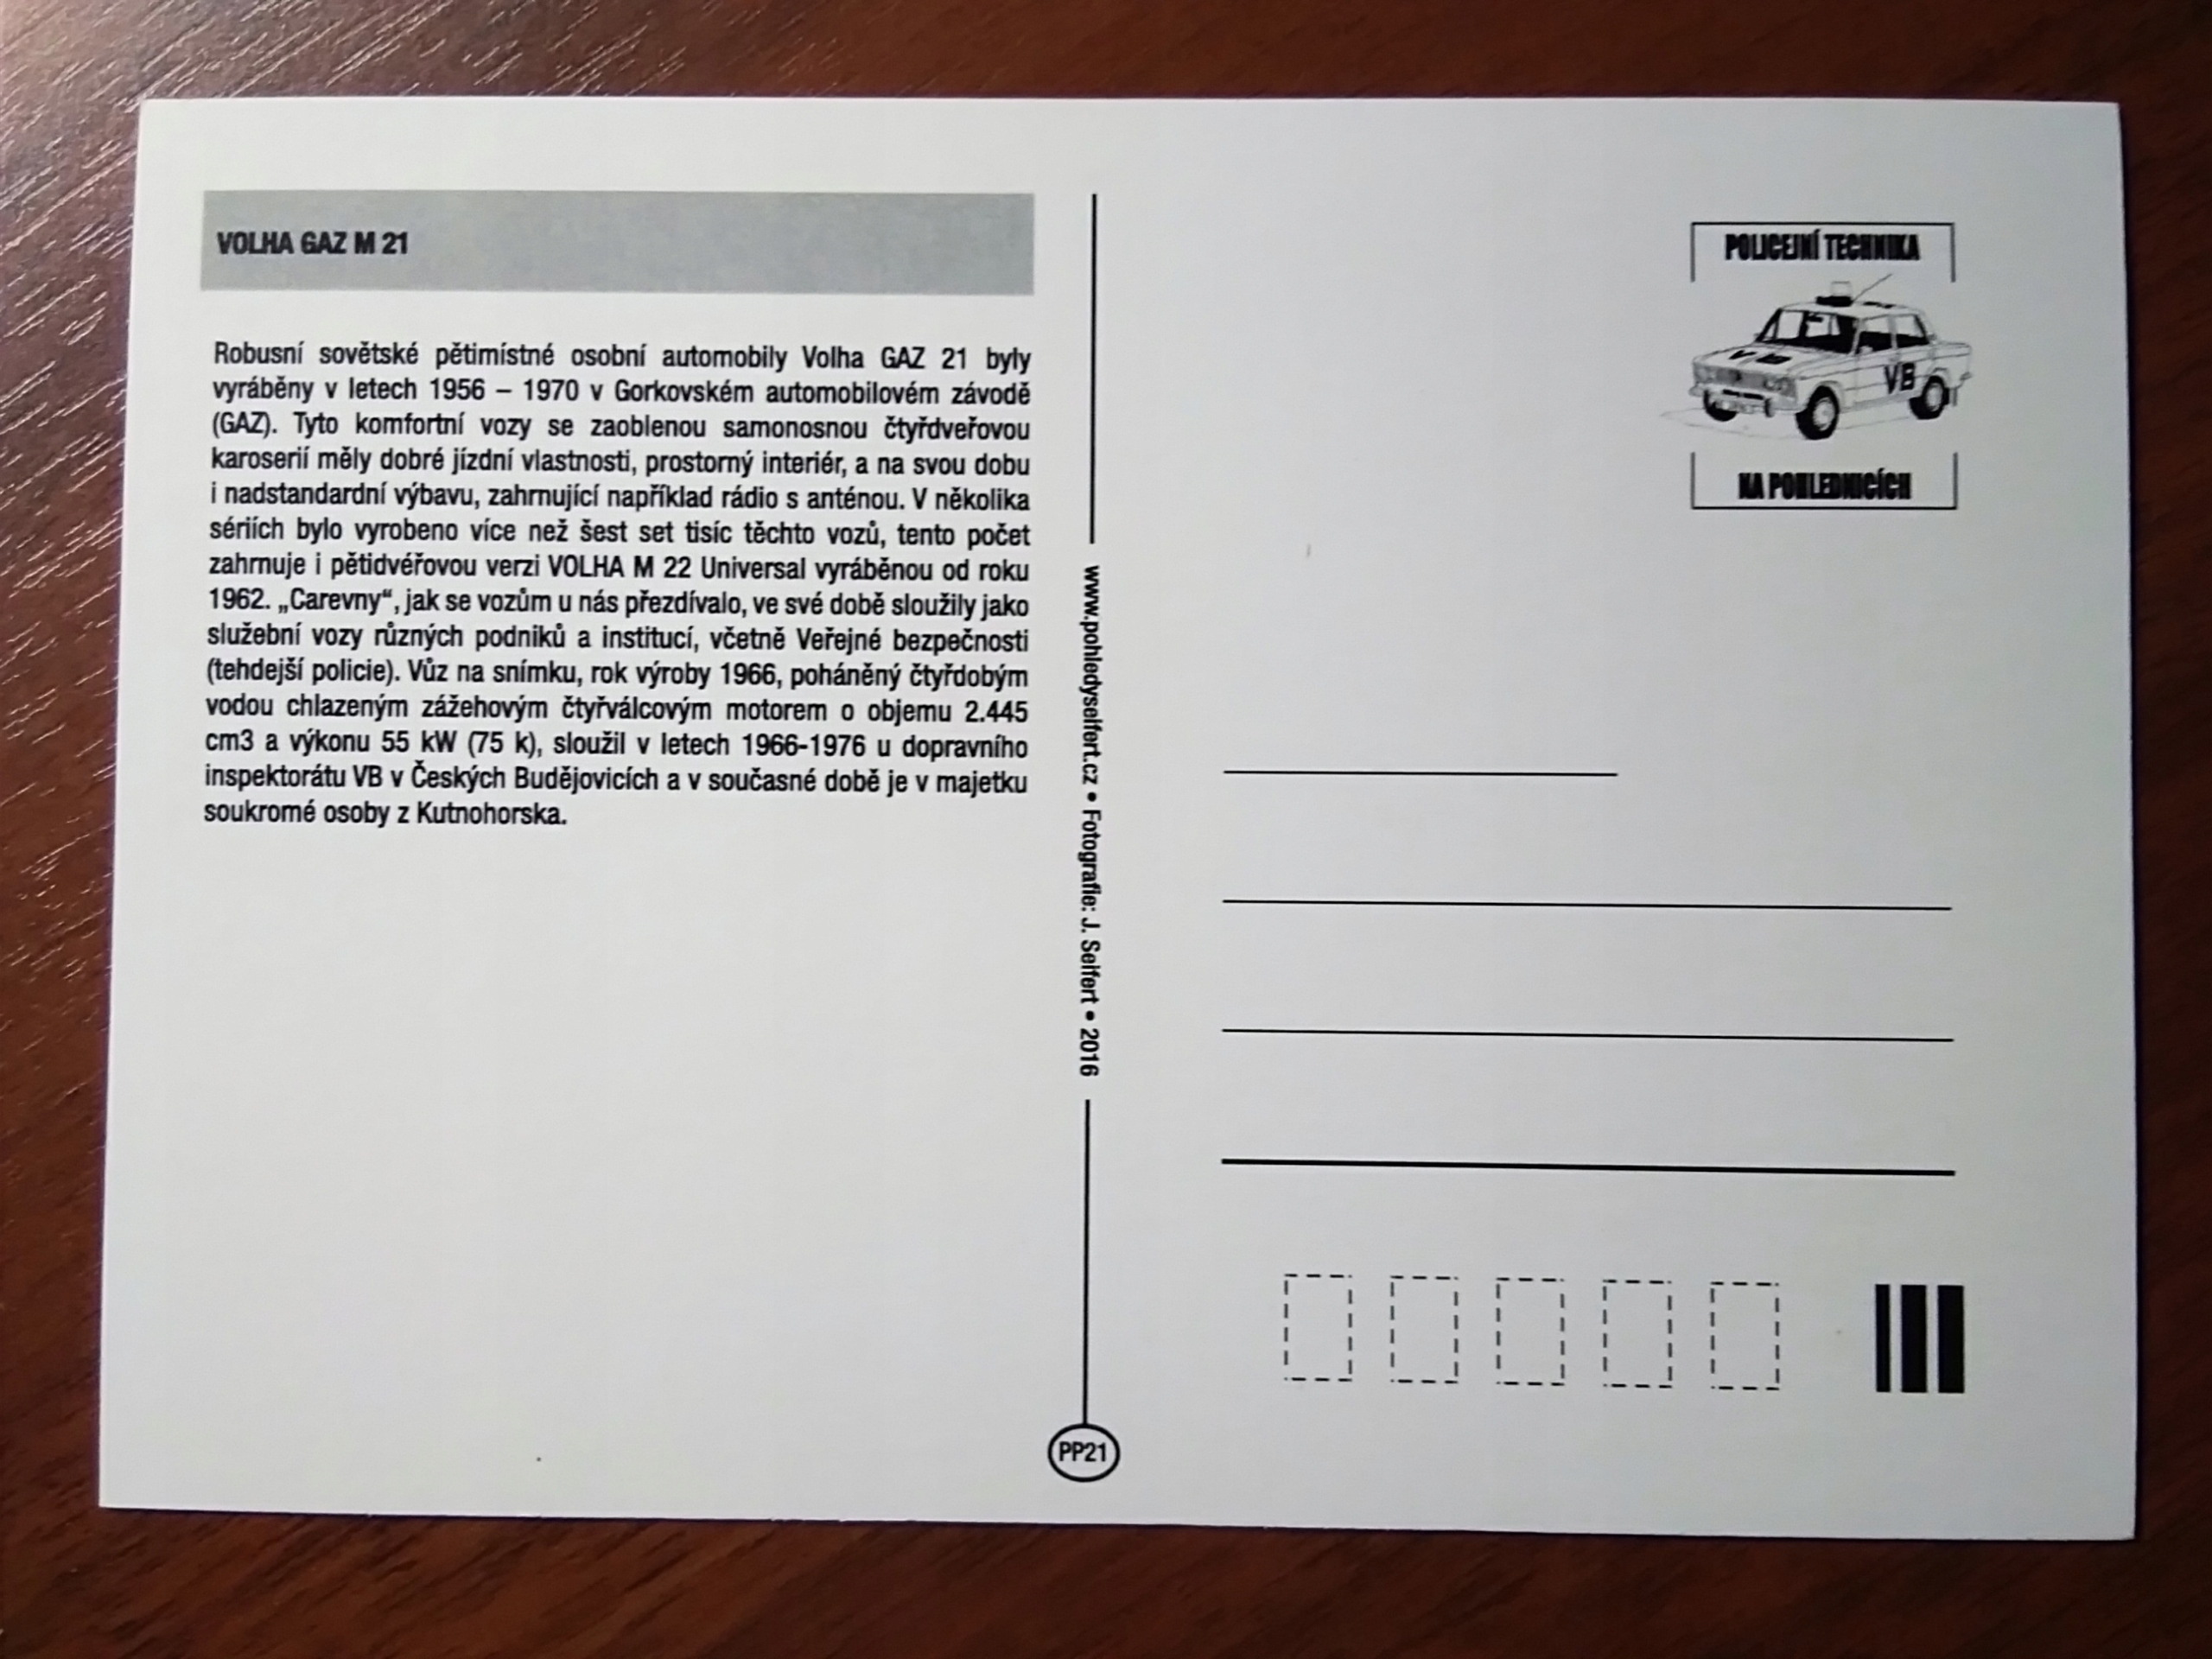 VOLHA GAZ M 21
Robusní sovětské pětimístné osobní automobily Volha GAZ 21 byly
vyráběny v letech 1956 – 1970 v Gorkovském automobilovém závodě
(GAZ). Tyto komfortní vozy se zaoblenou samonosnou čtyřdveřovou
karoserií měly dobré jízdní vlastnosti, prostorný interiér, a na svou dobu
i nadstandardní výbavu, zahrnující například rádio s anténou. V několika
sériích bylo vyrobeno více než šest set tisíc těchto vozů, tento počet
zahrnuje i pětidvéřovou verzi VOLHA M 22 Universal vyráběnou od roku
1962. „Carevny“, jak se vozům u nás přezdívalo, ve své době sloužily jako
služební vozy různých podniků a institucí, včetně Veřejné bezpečnosti
(tehdejší policie). Vůz na snímku, rok výroby 1966, poháněný čtyřdobým
vodou chlazeným zážehovým čtyřválcovým motorem o objemu 2.445
cm3 a výkonu 55 kW (75 k), sloužil v letech 1966-1976 u dopravního
inspektorátu VB v Českých Budějovicích a v současné době je v majetku
soukromé osoby z Kutnohorska.
www.pohledyseifert.cz • Fotografie: J. Seifert • 2016
PP21
POLICEJNÍ TECHNIKA
VB
VB
NA POHLEDNICÍCH